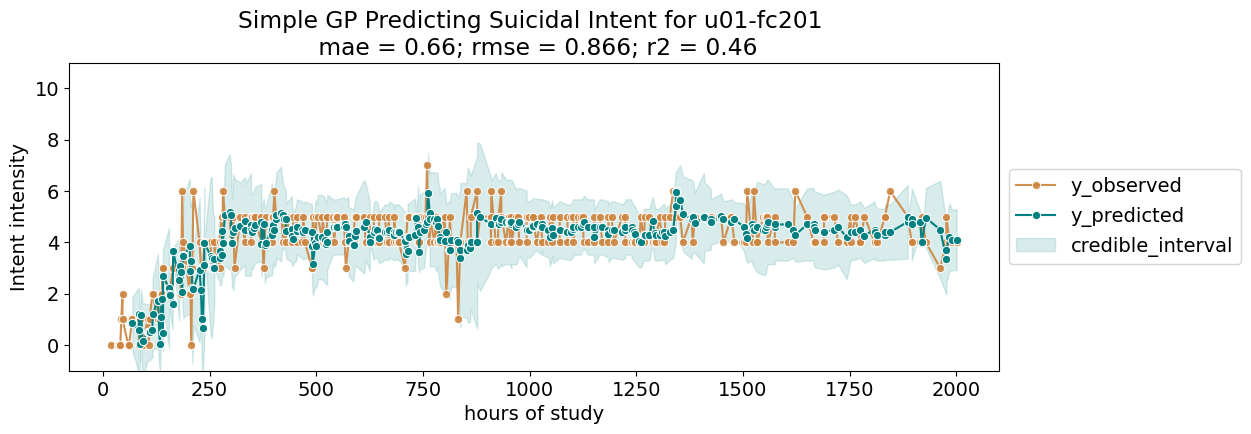 Simple GP Predicting Suicidal Intent for u01-fc201
mae = 0.66; rmse = 0.866; r2 = 0.46
Intent intensity
10
8
6
4
2
0
0 250 500 750 1000 1250 1500 1750 2000
hours of study
y_observed
y_predicted
credible_interval